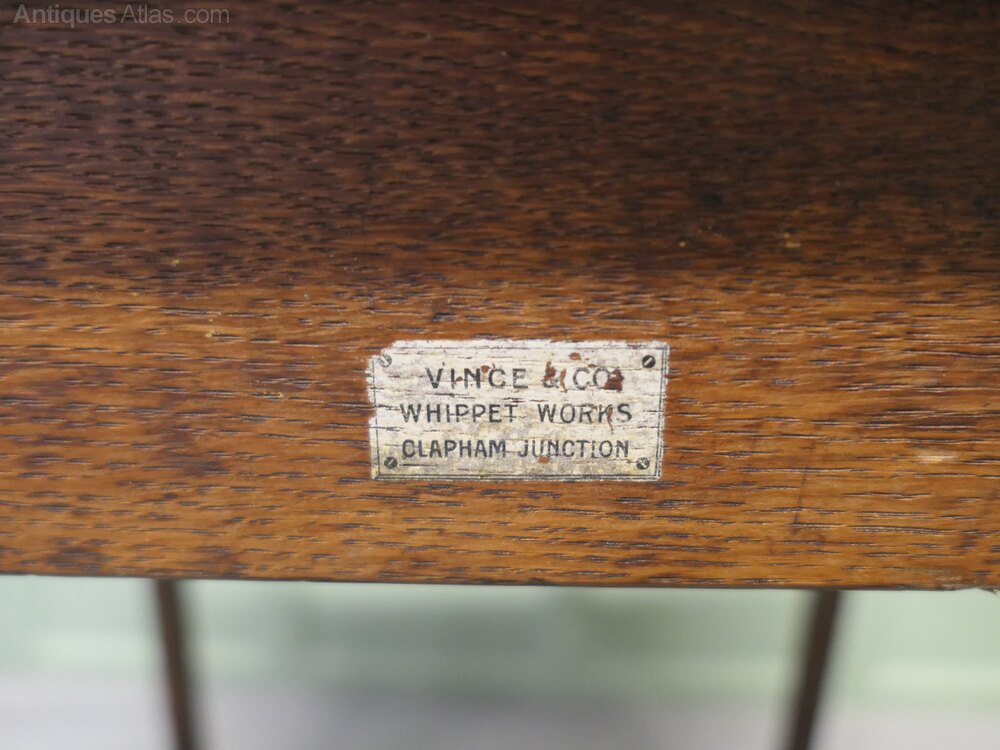 Antiques Atlas.com
VINCE & CO
WHIPPET WORKS
CLAPHAM JUNCTION